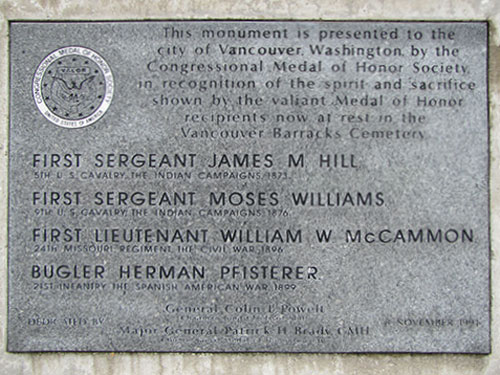 This monument is presented to the
city of Vancouver, Washington, by the
Congressional Medal of Honor Society,
in recognition of the spirit and sacrifice
shown by the valiant Medal of Honor
recipients now at rest in the
Vancouver Barracks Cemetery.
CONGRESSIONAL MEDAL OF HONOR SOCIETY
VALOR
UNITED STATES OF AMERICA
FIRST SERGEANT JAMES M. HILL
5TH U. S. CAVALRY, THE INDIAN CAMPAIGNS, 1873
FIRST SERGEANT MOSES WILLIAMS
9TH U. S. CAVALRY, THE INDIAN CAMPAIGNS, 1876
FIRST LIEUTENANT WILLIAM W. McCAMMON
24TH MISSOURI REGIMENT, THE CIVIL WAR, 1896
BUGLER HERMAN PFISTERER
21ST INFANTRY, THE SPANISH AMERICAN WAR, 1899
General Colin L. Powell
DEDICATED BY
Major General Patrick H. Brady, CMH
NOVEMBER 1991